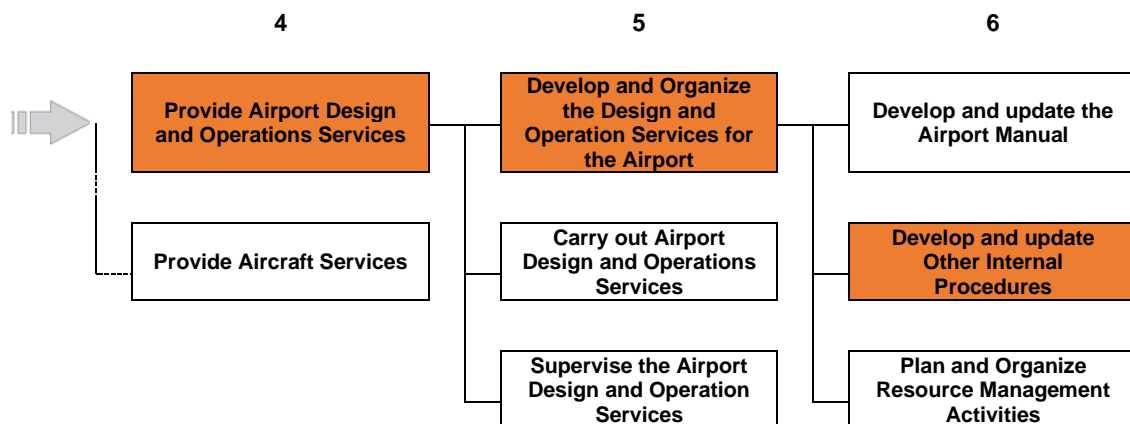 4
5
6
Provide Airport Design
and Operations Services
Develop and Organize
the Design and
Operation Services for
the Airport
Develop and update the
Airport Manual
Provide Aircraft Services
Carry out Airport
Design and Operations
Services
Develop and update
Other Internal
Procedures
Supervise the Airport
Design and Operation
Services
Plan and Organize
Resource Management
Activities